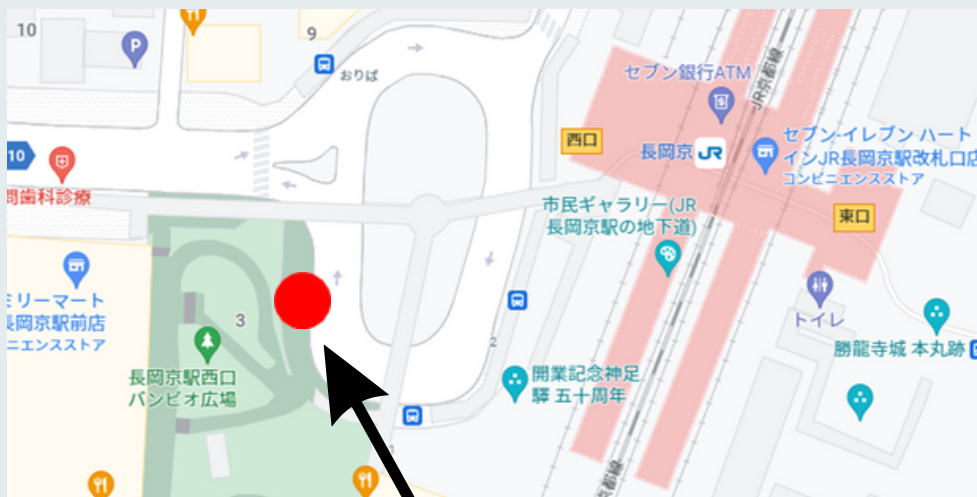 10
9
P
おりば
セブン銀行ATM
JR京都線
西口
長岡京 JR
セブン-イレブン ハート
インJR長岡京駅改札口店
コンビニエンスストア
10
間歯科診療
市民ギャラリー(JR
長岡京駅の地下道)
東口
ミリーマート
長岡京駅前店
ニエンスストア
3
トイレ
2
勝龍寺城 本丸跡
長岡京駅西口
バンビオ広場
開業記念神足
驛 五十周年
1
京都線